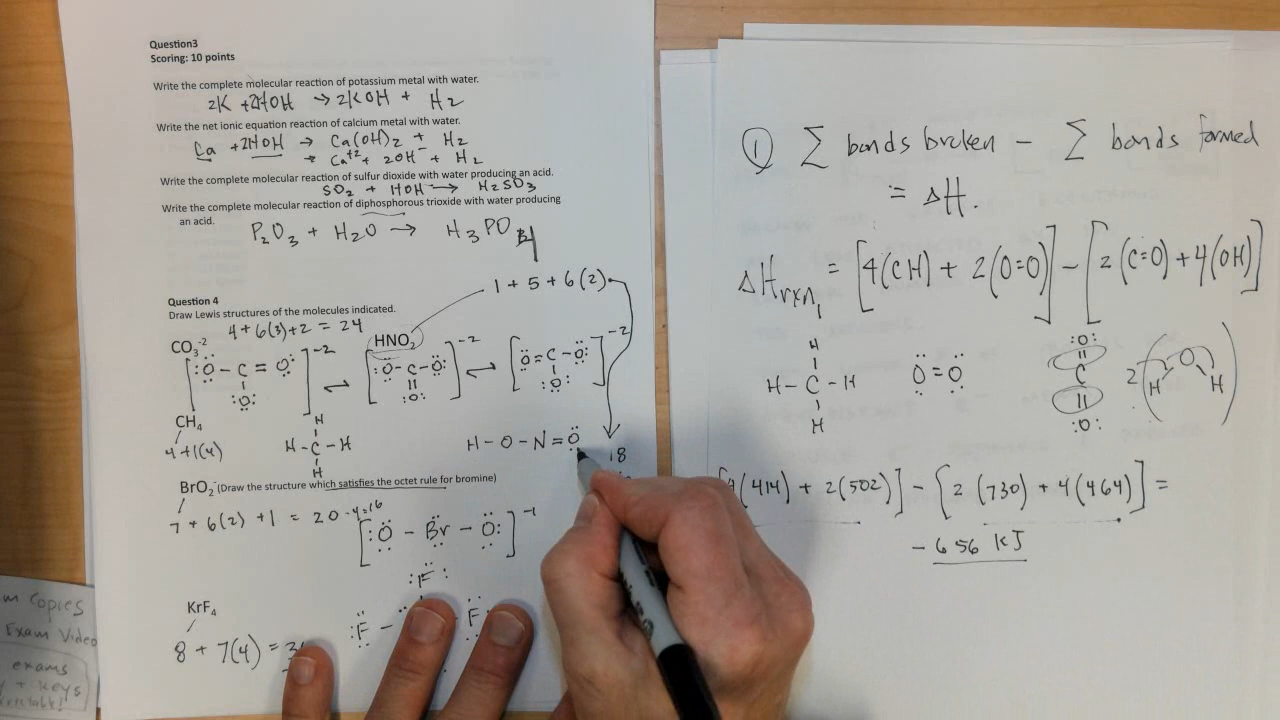 Question3
Scoring: 10 points
Write the complete molecular reaction of potassium metal with water.
2K + 2HOH → 2KOH + H2
Write the net ionic equation reaction of calcium metal with water.
Ca + 2HOH → Ca(OH)2 + H2
→ Ca+2 + 2OH- + H2
Write the complete molecular reaction of sulfur dioxide with water producing an acid.
SO2 + HOH → H2SO3
Write the complete molecular reaction of diphosphorous trioxide with water producing
an acid.
P2O3 + H2O → H3PO
1 + 5 + 6(2)
Question 4
Draw Lewis structures of the molecules indicated.
4 + 6(3) + 2 = 24
CO3-2
HNO2
[:O - C = O:]-2 ⇌ [:O - C - O:]-2 ⇌ [O = C - O:]-2
:O: :O: :O:
CH4
4 + 1(4)
H
H - C - H
H
H - O - N = O
18
BrO2- (Draw the structure which satisfies the octet rule for bromine)
7 + 6(2) + 1 = 20 - 4 = 16
[:O - Br - O:]-1
KrF4
8 + 7(4) =
:F:
:F - F
m Copies
Exam Video
exams
+ Keys
① Σ bonds broken - Σ bonds formed
= ΔH.
ΔHrxn1 = [4(CH) + 2(O=O)] - [2(C=O) + 4(OH)]
H
H - C - H
H
O = O
:O:
=
C
=
:O:
2 (H O H)
(414) + 2(502)] - [2(730) + 4(464)] =
- 656 KJ